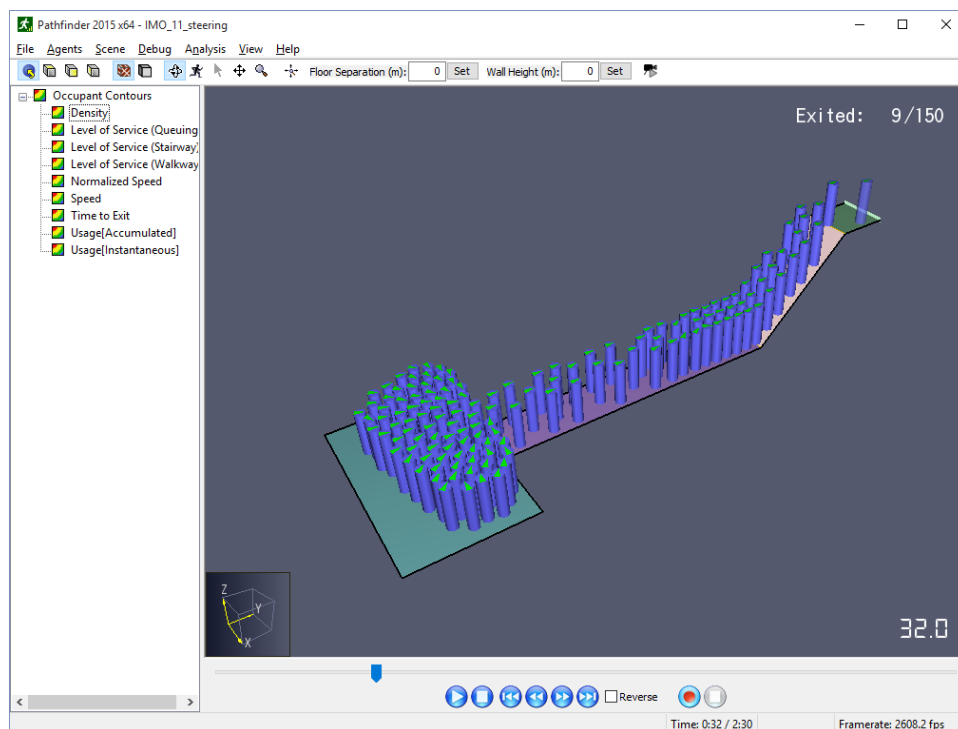 Pathfinder 2015 x64 - IMO_11_steering
File Agents Scene Debug Analysis View Help
Floor Separation (m): 0 Set Wall Height (m): 0 Set
Occupant Contours
Density
Level of Service (Queuing
Level of Service (Stairway)
Level of Service (Walkway
Normalized Speed
Speed
Time to Exit
Usage[Accumulated]
Usage[Instantaneous]
Exited: 9/150
Z
Y
X
32.0
Reverse
Time: 0:32 / 2:30
Framerate: 2608.2 fps